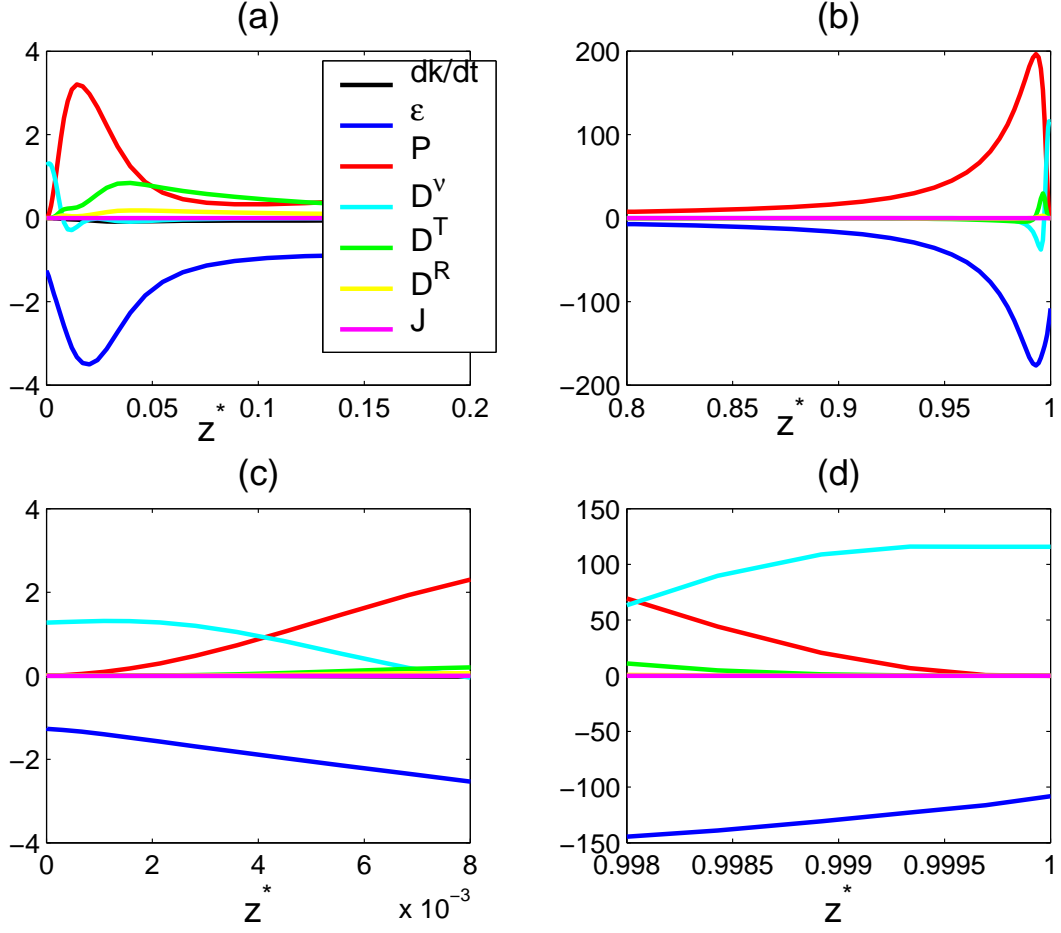 (a)
4
2
0
−2
−4
0
0.05
0.1
0.15
0.2
z*
dk/dt
ε
P
D^ν
D^T
D^R
J
(b)
200
100
0
−100
−200
0.8
0.85
0.9
0.95
1
z*
(c)
4
2
0
−2
−4
0
2
4
6
8
x 10^−3
z*
(d)
150
100
50
0
−50
−100
−150
0.998
0.9985
0.999
0.9995
1
z*